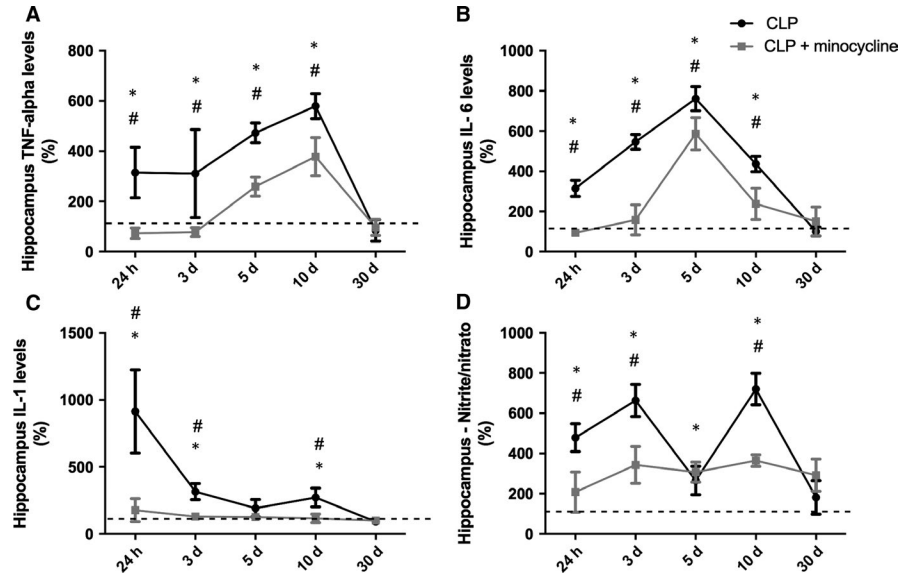 A
Hippocampus TNF-alpha levels
(%)
800
600
400
200
0
* * * *
# # # #
24 h 3 d 5 d 10 d 30 d
B
CLP
CLP + minocycline
Hippocampus IL- 6 levels
(%)
1000
800
600
400
200
0
* * * *
# # # #
24 h 3 d 5 d 10 d 30 d
C
Hippocampus IL-1 levels
(%)
1500
1000
500
0
# # #
* * *
24 h 3 d 5 d 10 d 30 d
D
Hippocampus - Nitrite/nitrato
(%)
1000
800
600
400
200
0
* * * *
# # #
24 h 3 d 5 d 10 d 30 d